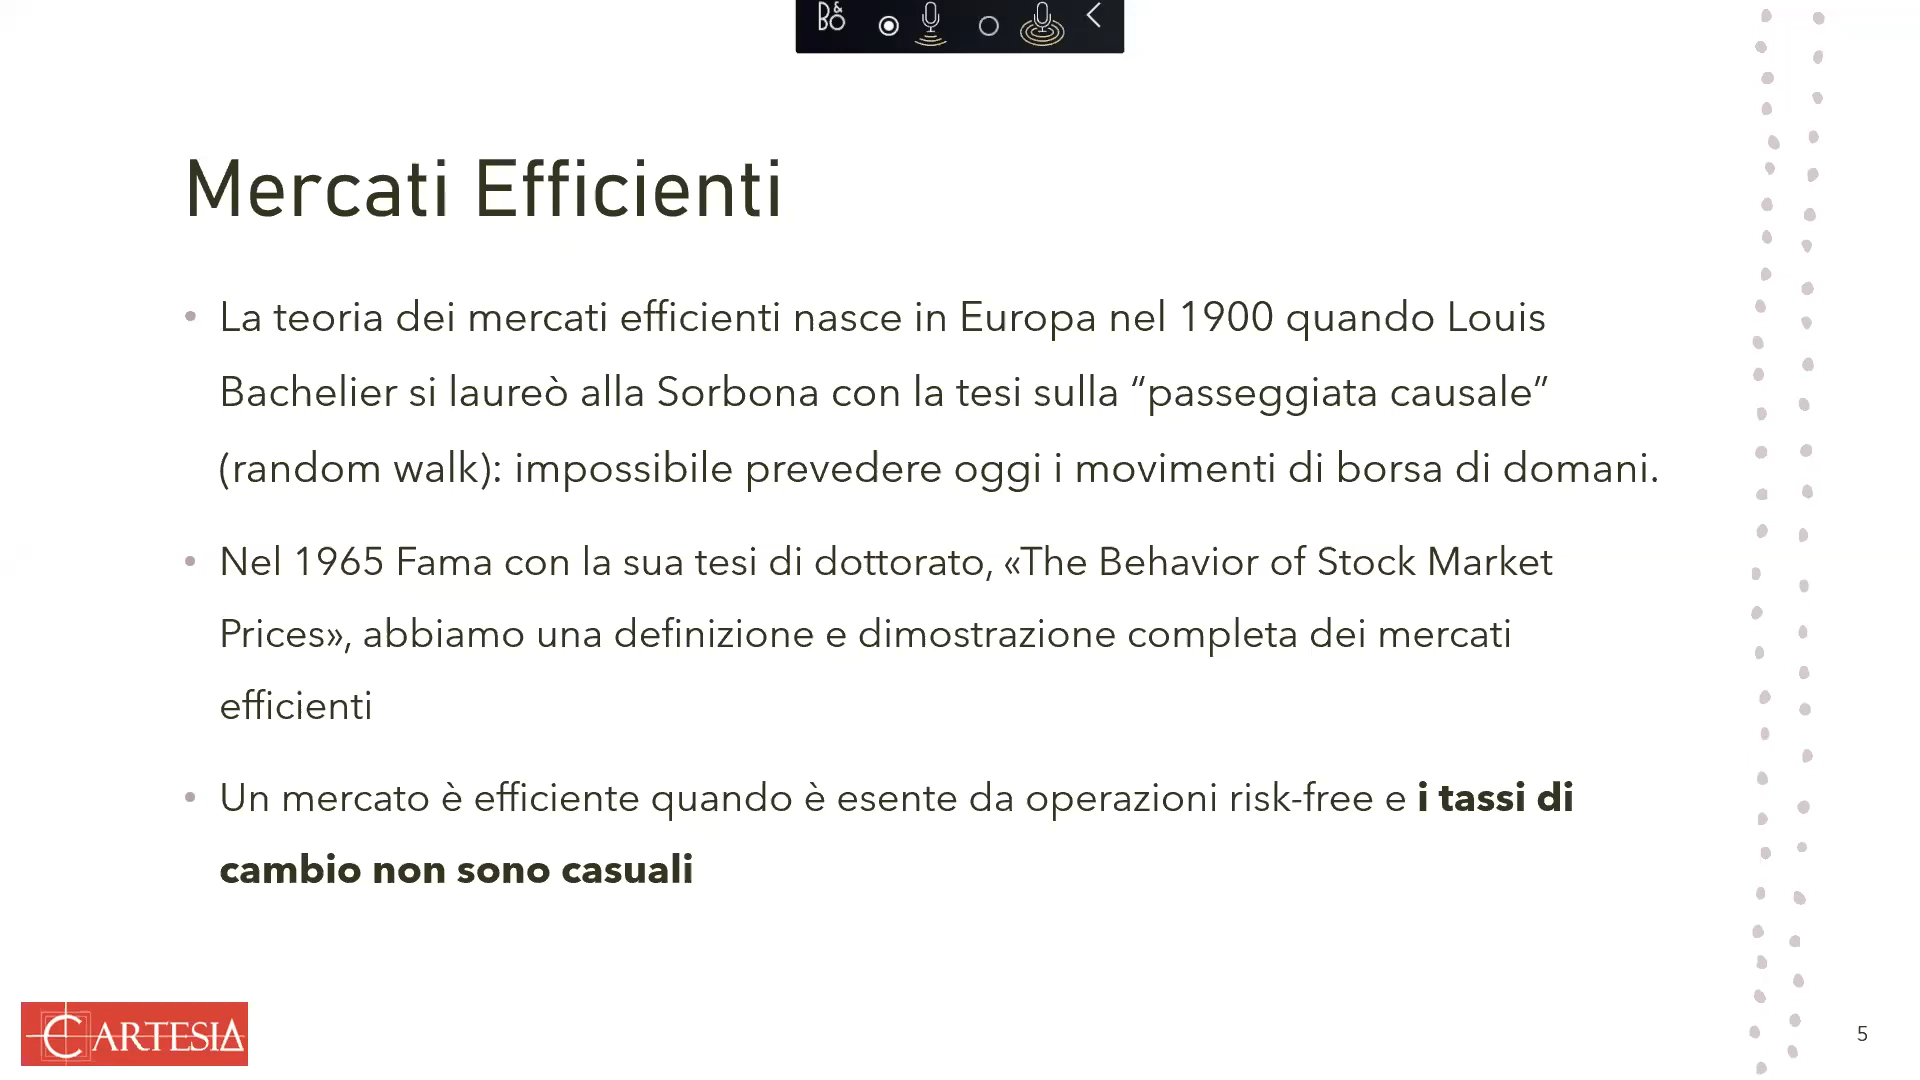 B&O
Mercati Efficienti
• La teoria dei mercati efficienti nasce in Europa nel 1900 quando Louis
Bachelier si laureò alla Sorbona con la tesi sulla “passeggiata causale”
(random walk): impossibile prevedere oggi i movimenti di borsa di domani.
• Nel 1965 Fama con la sua tesi di dottorato, «The Behavior of Stock Market
Prices», abbiamo una definizione e dimostrazione completa dei mercati
efficienti
• Un mercato è efficiente quando è esente da operazioni risk-free e i tassi di
cambio non sono casuali
CARTESIA
5